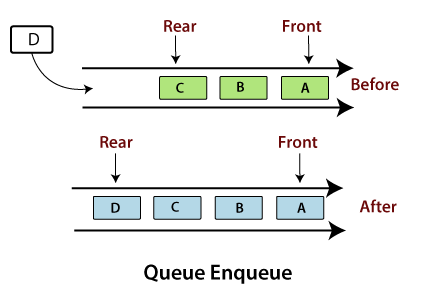 D
Rear Front
C B A
Before
Rear Front
D C B A
After
Queue Enqueue